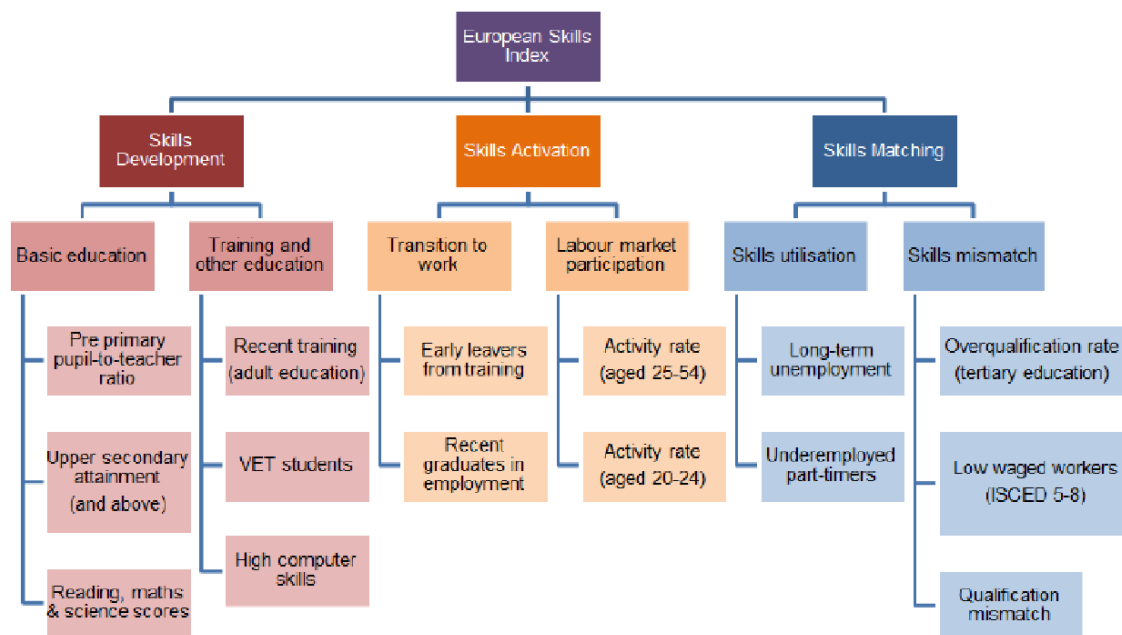 European Skills
Index
Skills
Development
Skills Activation
Skills Matching
Basic education
Training and
other education
Transition to
work
Labour market
participation
Skills utilisation
Skills mismatch
Pre primary
pupil-to-teacher
ratio
Recent training
(adult education)
Early leavers
from training
Activity rate
(aged 25-54)
Long-term
unemployment
Overqualification rate
(tertiary education)
Upper secondary
attainment
(and above)
VET students
Recent
graduates in
employment
Activity rate
(aged 20-24)
Underemployed
part-timers
Low waged workers
(ISCED 5-8)
Reading, maths
& science scores
High computer
skills
Qualification
mismatch